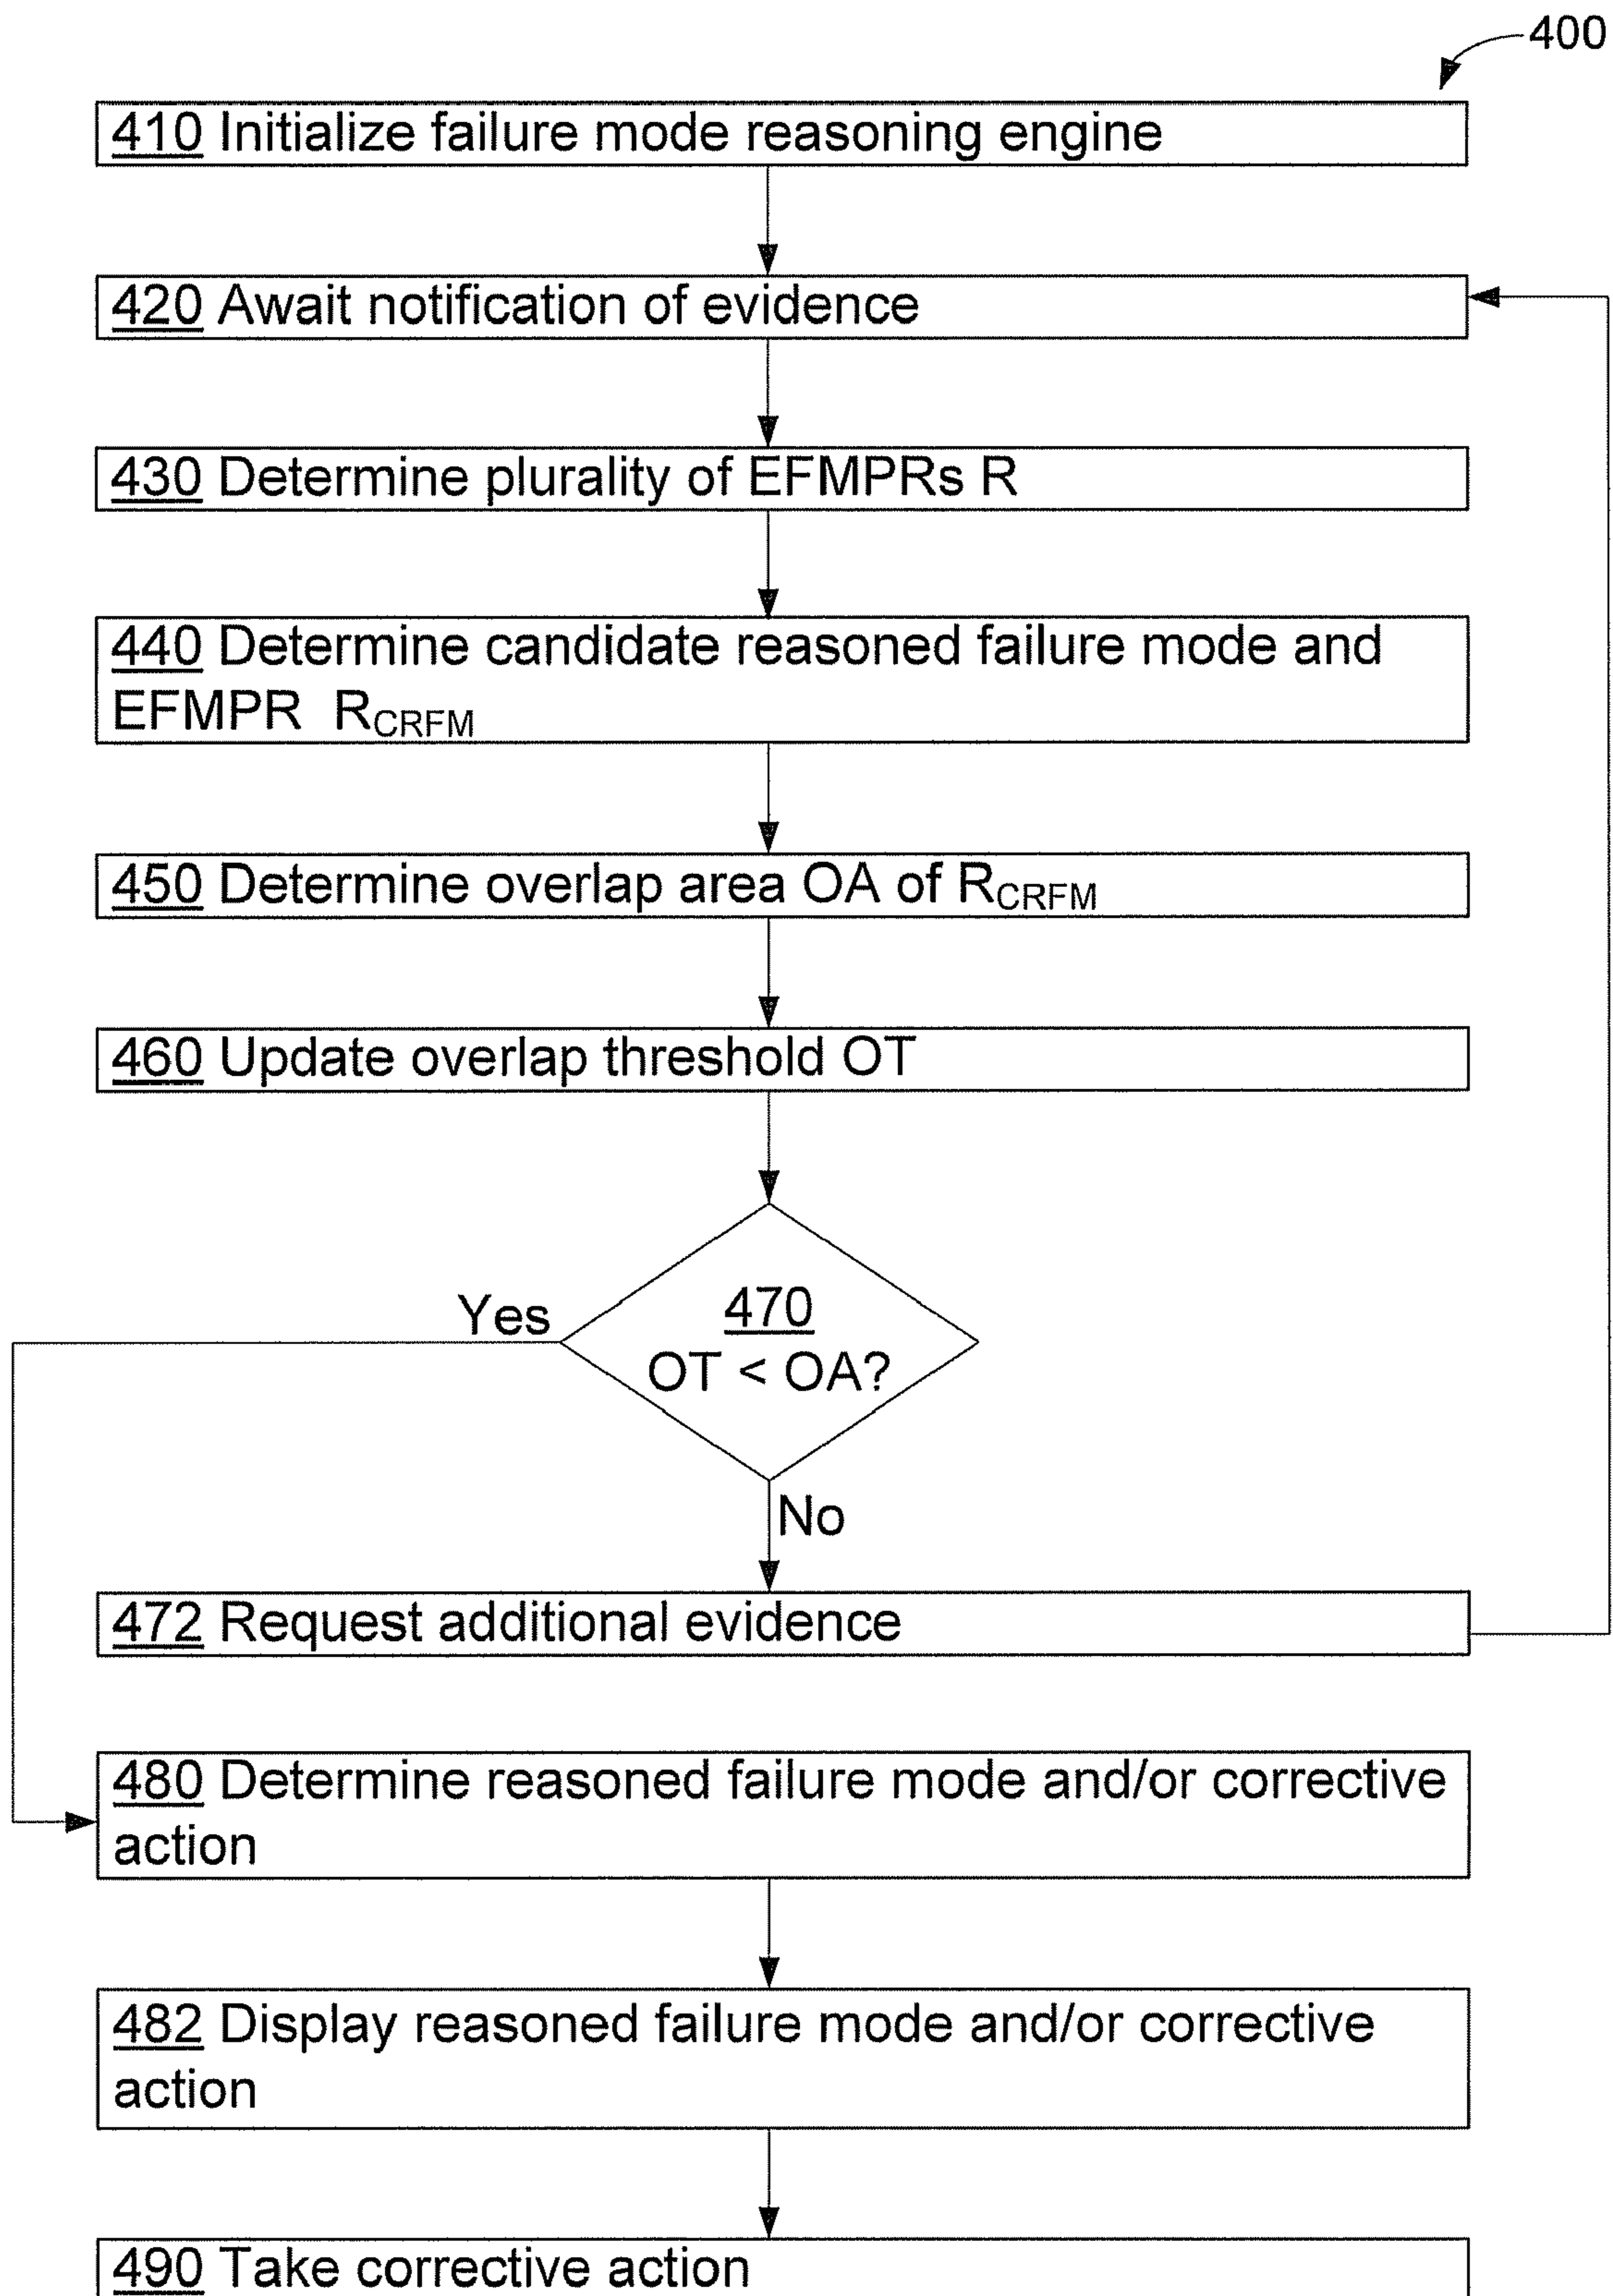 400
410 Initialize failure mode reasoning engine
420 Await notification of evidence
430 Determine plurality of EFMPRs R
440 Determine candidate reasoned failure mode and
EFMPR R_CRFM
450 Determine overlap area OA of R_CRFM
460 Update overlap threshold OT
Yes
470
OT < OA?
No
472 Request additional evidence
480 Determine reasoned failure mode and/or corrective
action
482 Display reasoned failure mode and/or corrective
action
490 Take corrective action